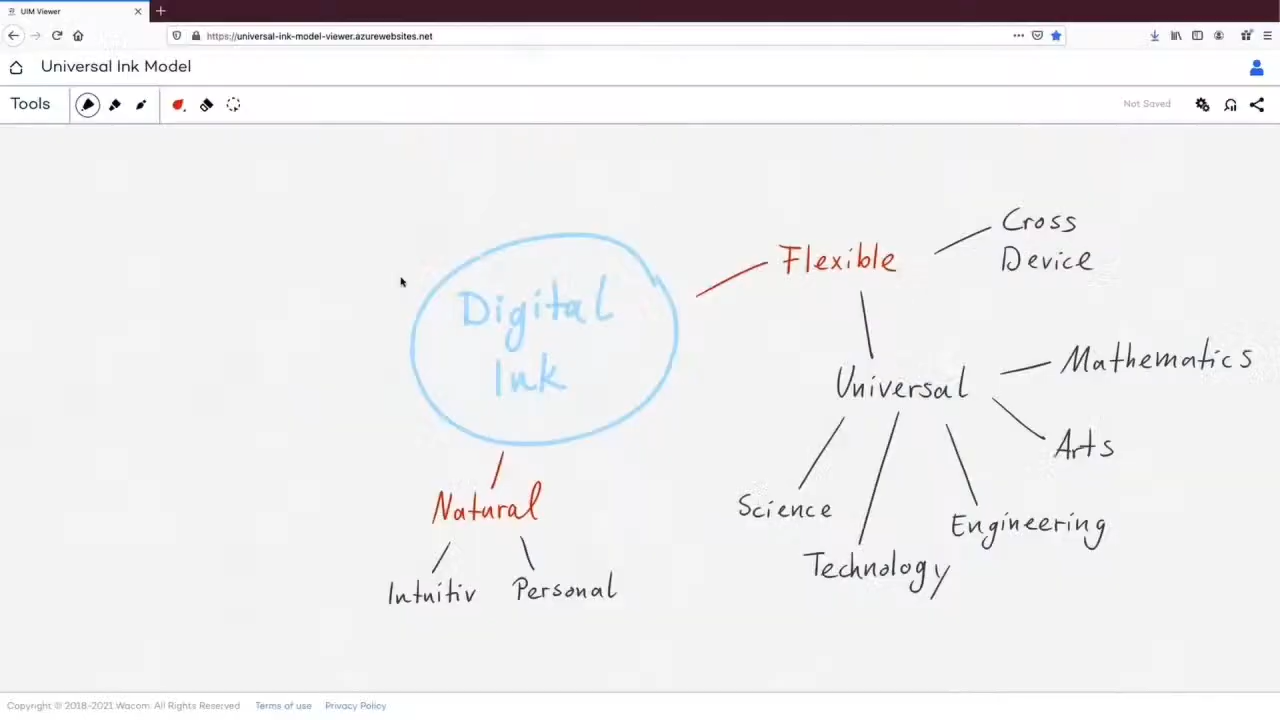 UIM Viewer
https://universal-ink-model-viewer.azurewebsites.net
Universal Ink Model
Tools
Not Saved
Digital
Ink
Flexible
Cross
Device
Universal
Mathematics
Arts
Science
Technology
Engineering
Natural
Intuitiv
Personal
Copyright © 2018-2021 Wacom. All Rights Reserved Terms of use Privacy Policy